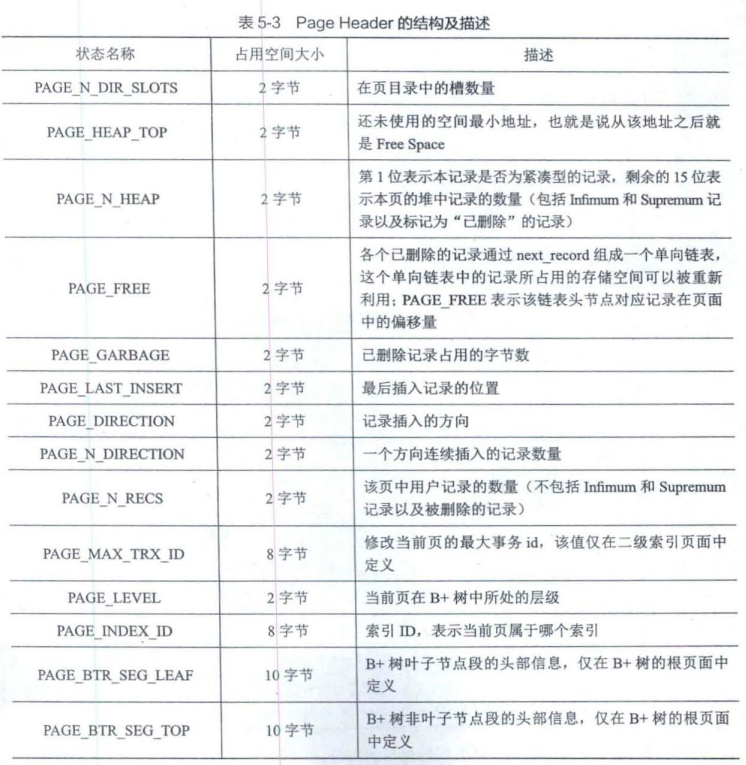 表 5-3 Page Header 的结构及描述
状态名称 占用空间大小 描述
PAGE_N_DIR_SLOTS 2 字节 在页目录中的槽数量
PAGE_HEAP_TOP 2 字节 还未使用的空间最小地址，也就是说从该地址之后就
是 Free Space
PAGE_N_HEAP 2 字节 第 1 位表示本记录是否为紧凑型的记录，剩余的 15 位表
示本页的堆中记录的数量（包括 Infimum 和 Supremum 记
录以及标记为“已删除”的记录）
PAGE_FREE 2 字节 各个已删除的记录通过 next_record 组成一个单向链表，
这个单向链表中的记录所占用的存储空间可以被重新
利用；PAGE_FREE 表示该链表头节点对应记录在页面
中的偏移量
PAGE_GARBAGE 2 字节 已删除记录占用的字节数
PAGE_LAST_INSERT 2 字节 最后插入记录的位置
PAGE_DIRECTION 2 字节 记录插入的方向
PAGE_N_DIRECTION 2 字节 一个方向连续插入的记录数量
PAGE_N_RECS 2 字节 该页中用户记录的数量（不包括 Infimum 和 Supremum
记录以及被删除的记录）
PAGE_MAX_TRX_ID 8 字节 修改当前页的最大事务 id，该值仅在二级索引页面中
定义
PAGE_LEVEL 2 字节 当前页在 B+ 树中所处的层级
PAGE_INDEX_ID 8 字节 索引 ID，表示当前页属于哪个索引
PAGE_BTR_SEG_LEAF 10 字节 B+ 树叶子节点段的头部信息，仅在 B+ 树的根页面中
定义
PAGE_BTR_SEG_TOP 10 字节 B+ 树非叶子节点段的头部信息，仅在 B+ 树的根页面
中定义